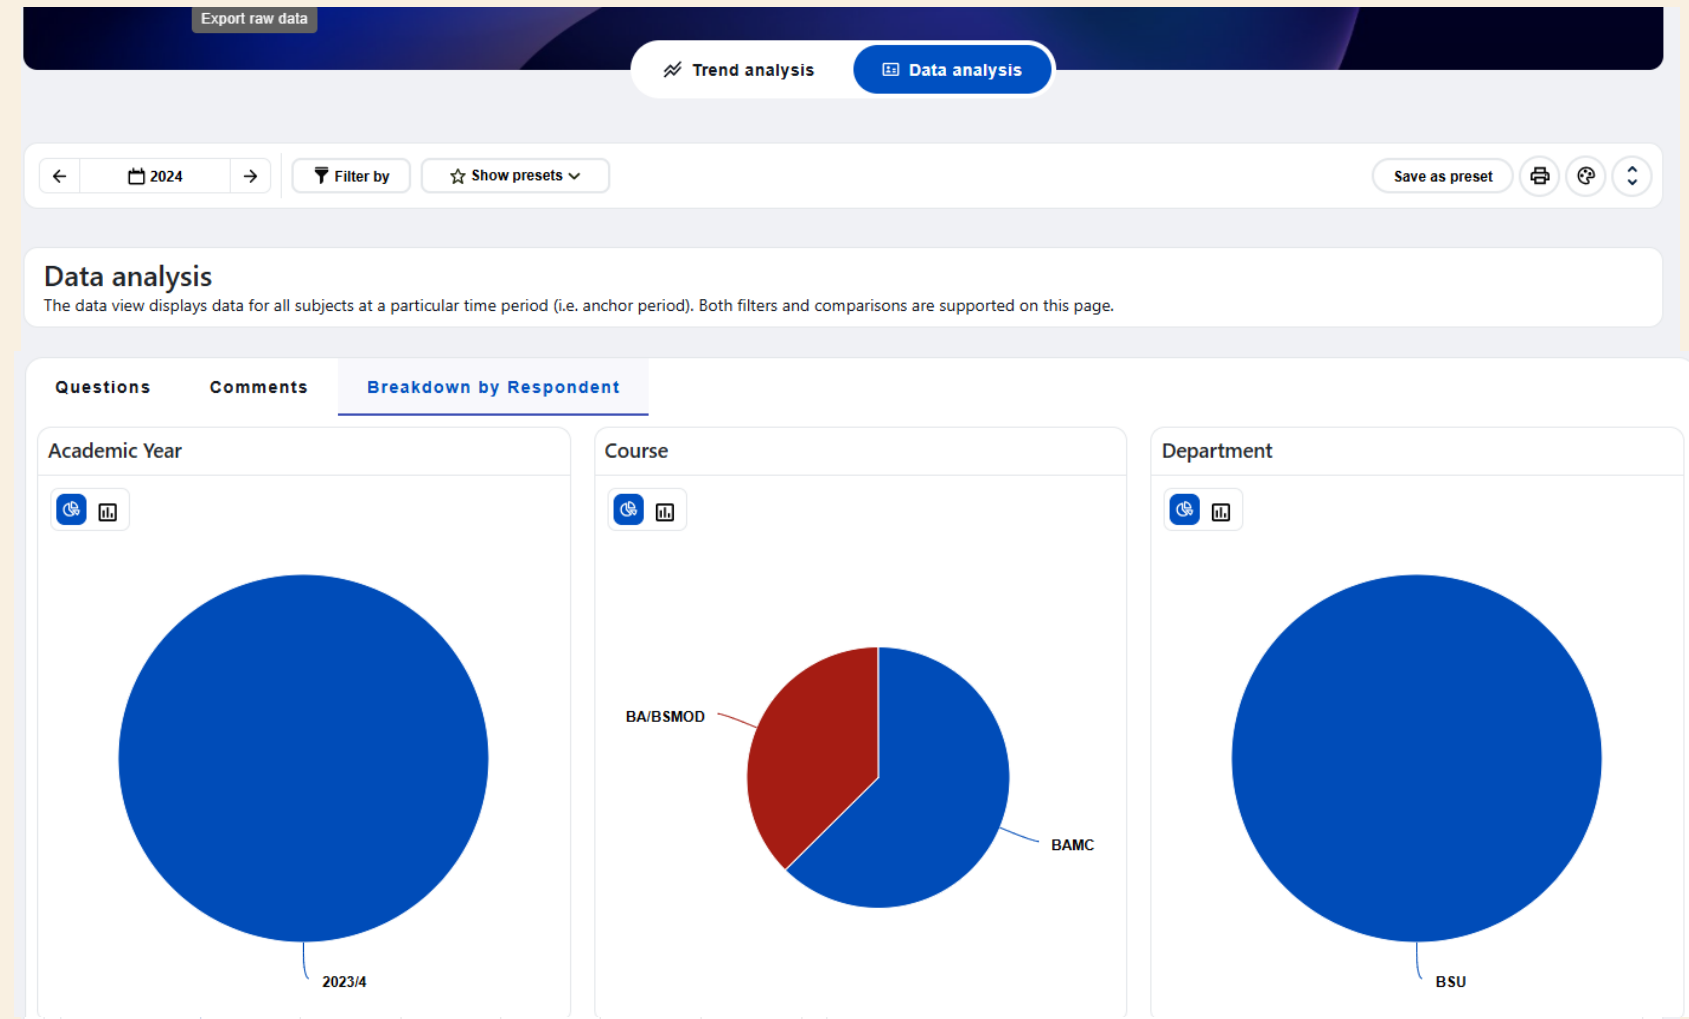 Export raw data
Trend analysis
Data analysis
2024
Filter by
Show presets
Save as preset
Data analysis
The data view displays data for all subjects at a particular time period (i.e. anchor period). Both filters and comparisons are supported on this page.
Questions
Comments
Breakdown by Respondent
Academic Year
Course
Department
BA/BSMOD
BAMC
2023/4
BSU